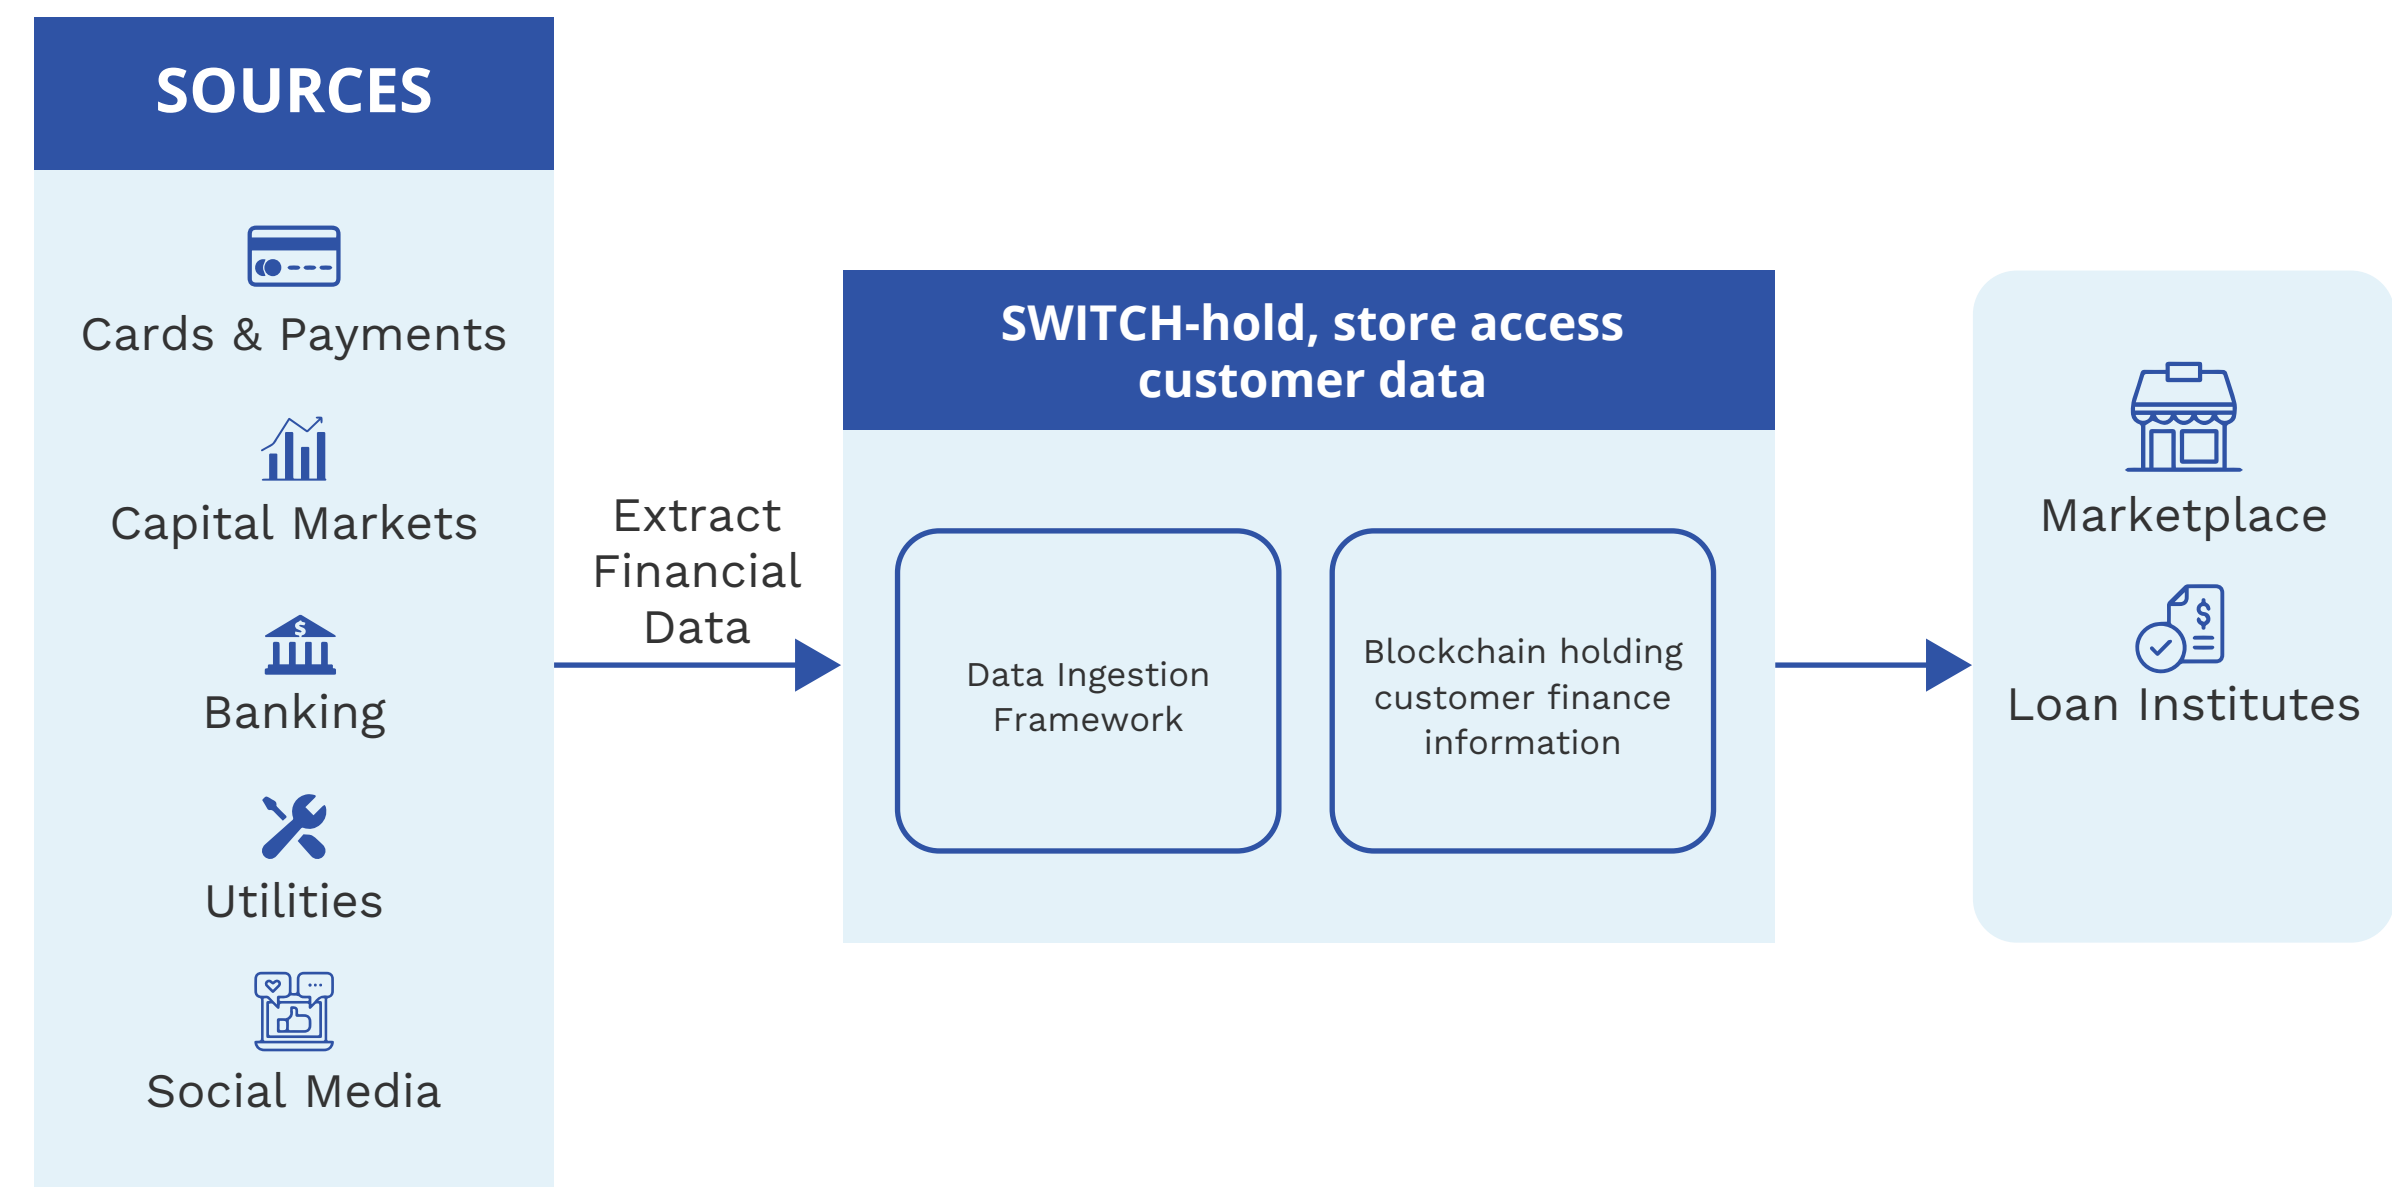 SOURCES
Cards & Payments
Capital Markets
$
Banking
Utilities
Social Media
Extract
Financial
Data
SWITCH-hold, store access
customer data
Data Ingestion
Framework
Blockchain holding
customer finance
information
Marketplace
$
Loan Institutes